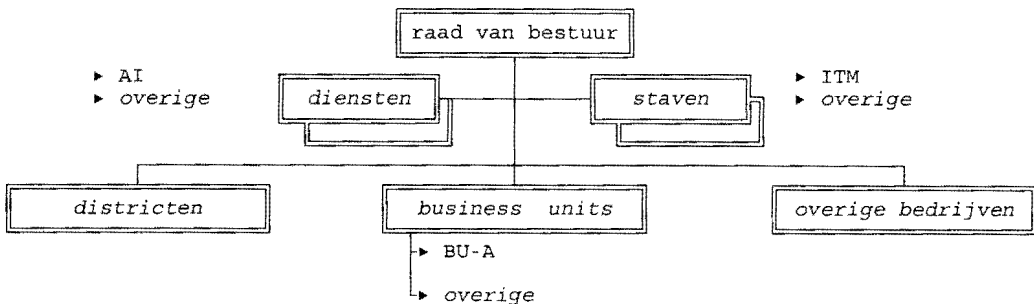 raad van bestuur
► AI
► overige
diensten
staven
► ITM
► overige
districten
business units
overige bedrijven
► BU-A
► overige